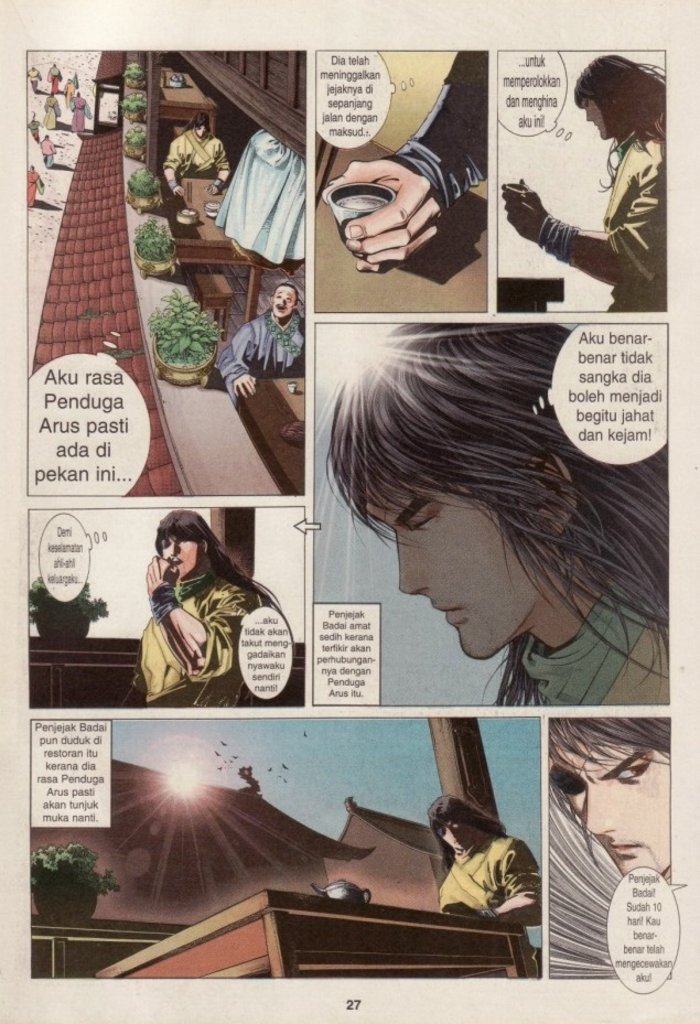 Aku rasa
Penduga
Arus pasti
ada di
pekan ini...
Dia telah
meninggalkan
jejaknya di
sepanjang
jalan dengan
maksud...
...untuk
memperolokkan
dan menghina
aku ini!
Aku benar-
benar tidak
sangka dia
boleh menjadi
begitu jahat
dan kejam!
Penjejak
Badai amat
sedih kerana
terfikir akan
perhubungan-
nya dengan
Penduga
Arus itu.
Demi
keselamatan
ahli-ahli
keluargaku...
...aku
tidak akan
takut meng-
gadaikan
nyawaku
sendiri
nanti!
Penjejak Badai
pun duduk di
restoran itu
kerana dia
rasa Penduga
Arus pasti
akan tunjuk
muka nanti.
Penjejak
Badai!
Sudah 10
hari! Kau
benar-
benar telah
mengecewakan
aku!
27